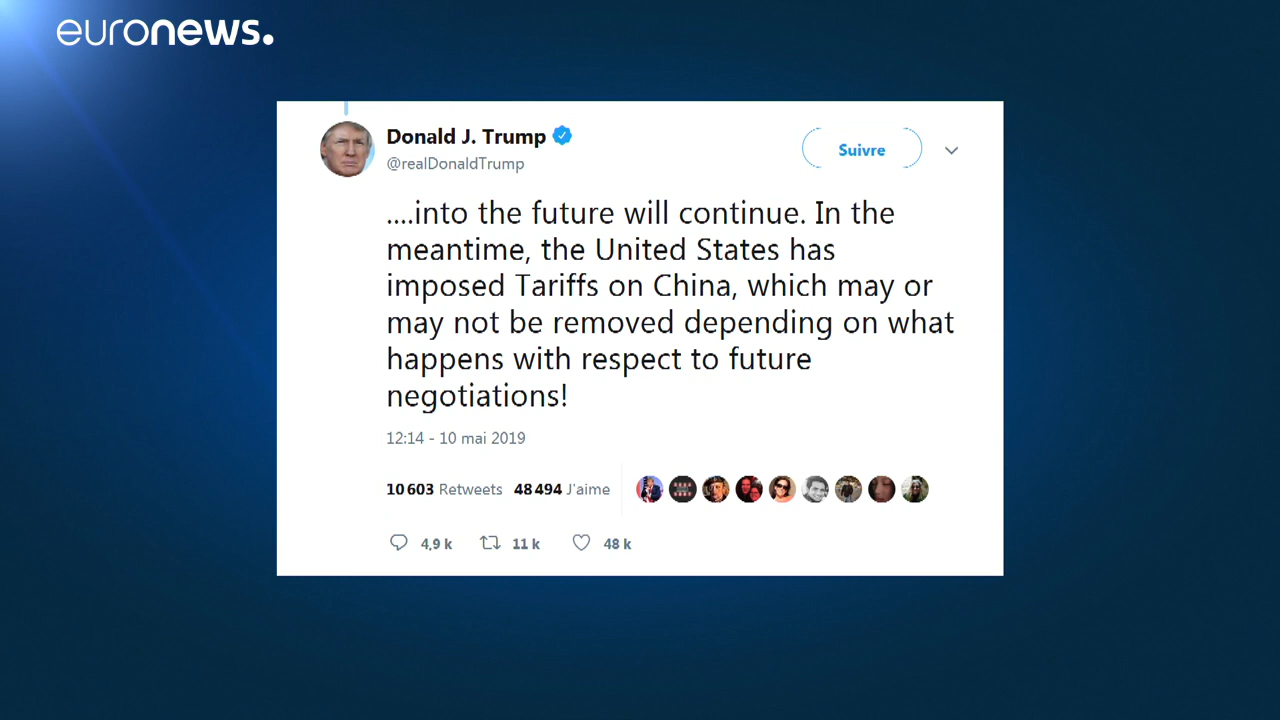 euronews.
Donald J. Trump
Suivre
@realDonaldTrump
....into the future will continue. In the
meantime, the United States has
imposed Tariffs on China, which may or
may not be removed depending on what
happens with respect to future
negotiations!
12:14 - 10 mai 2019
10 603 Retweets 48 494 J'aime
4,9 k 11 k 48 k